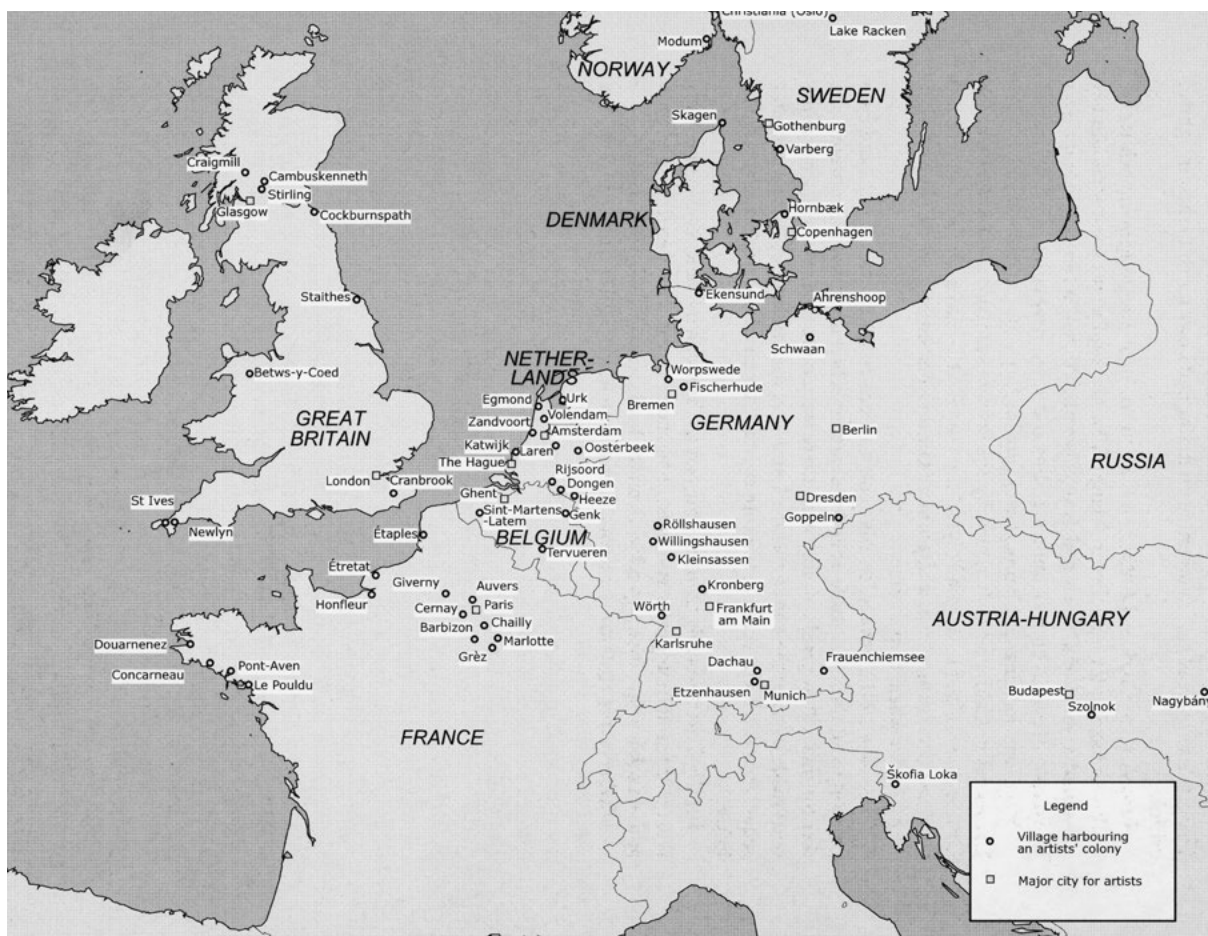 Christiania (Oslo)
Lake Racken
Modum
NORWAY
SWEDEN
Skagen
Gothenburg
Varberg
Craigmill
Cambuskenneth
Stirling
Glasgow
Cockburnspath
DENMARK
Hornbæk
Copenhagen
Staithes
Ekensund
Ahrenshoop
Schwaan
Betws-y-Coed
NETHER-
LANDS
Worpswede
Fischerhude
Bremen
Egmond
Urk
Volendam
Zandvoort
Amsterdam
GREAT
BRITAIN
GERMANY
Berlin
Katwijk
Laren
Oosterbeek
The Hague
RUSSIA
Rijsoord
London
Cranbrook
Dongen
Ghent
Heeze
Dresden
St Ives
Newlyn
Sint-Martens
-Latem
Genk
Goppeln
Étaples
BELGIUM
Röllshausen
Willingshausen
Tervueren
Kleinsassen
Étretat
Giverny
Auvers
Kronberg
Honfleur
Cernay
Paris
Wörth
Frankfurt
am Main
AUSTRIA-HUNGARY
Barbizon
Chailly
Karlsruhe
Douarnenez
Marlotte
Grèz
Concarneau
Pont-Aven
Dachau
Frauenchiemsee
Le Pouldu
Etzenhausen
Munich
Budapest
Szolnok
Nagybány
FRANCE
Škofia Loka
Legend
Village harbouring
an artists' colony
Major city for artists